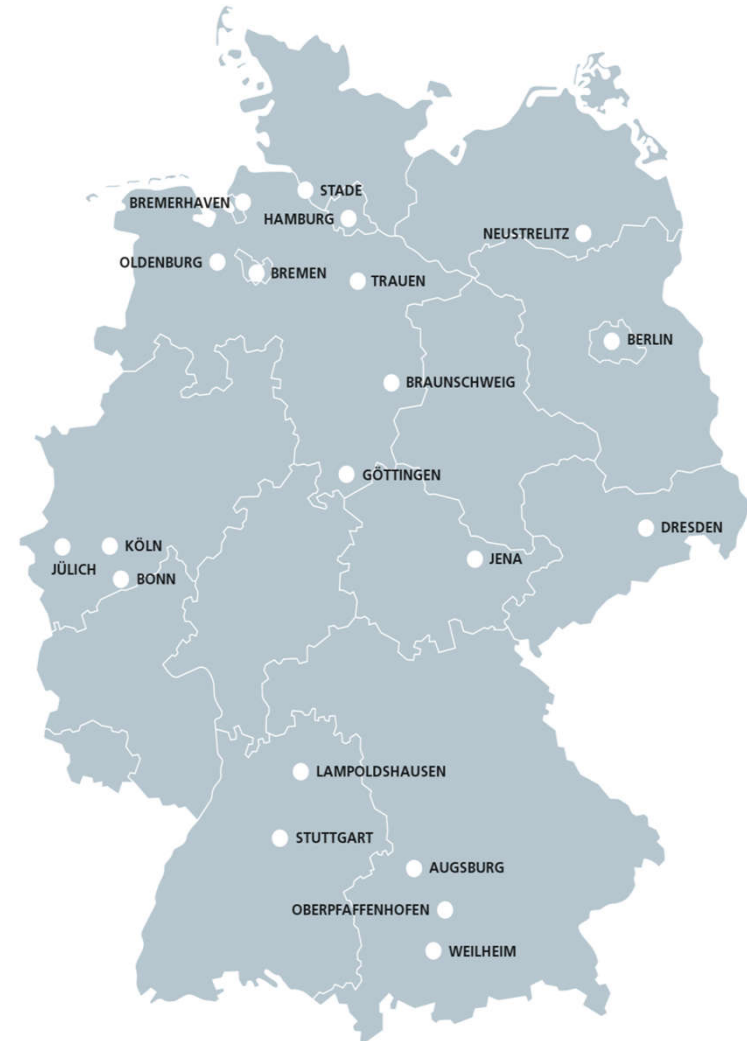 STADE
BREMERHAVEN
HAMBURG
NEUSTRELITZ
OLDENBURG
BREMEN
TRAUEN
BERLIN
BRAUNSCHWEIG
GÖTTINGEN
DRESDEN
KÖLN
JENA
JÜLICH
BONN
LAMPOLDSHAUSEN
STUTTGART
AUGSBURG
OBERPFAFFENHOFEN
WEILHEIM